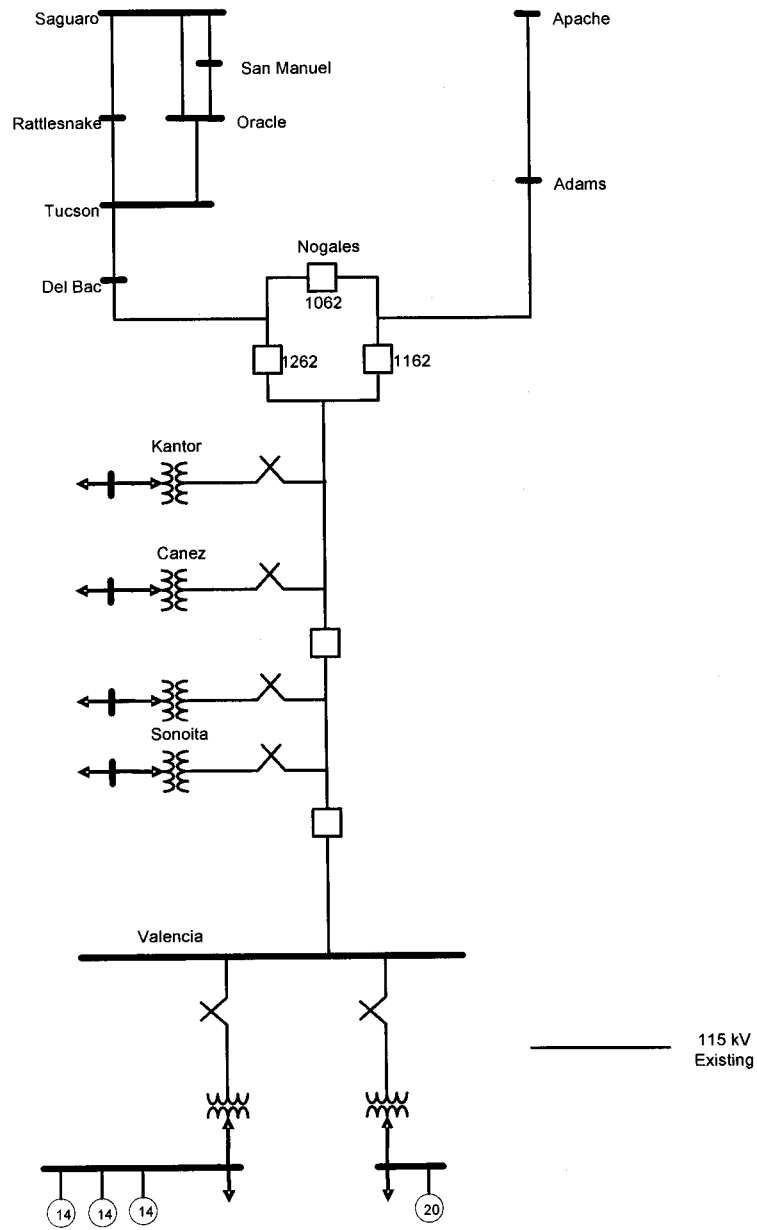 Saguaro
Apache
San Manuel
Rattlesnake
Oracle
Adams
Tucson
Nogales
Del Bac
1062
1262
1162
Kantor
Canez
Sonoita
Valencia
115 kV
Existing
14
14
14
20